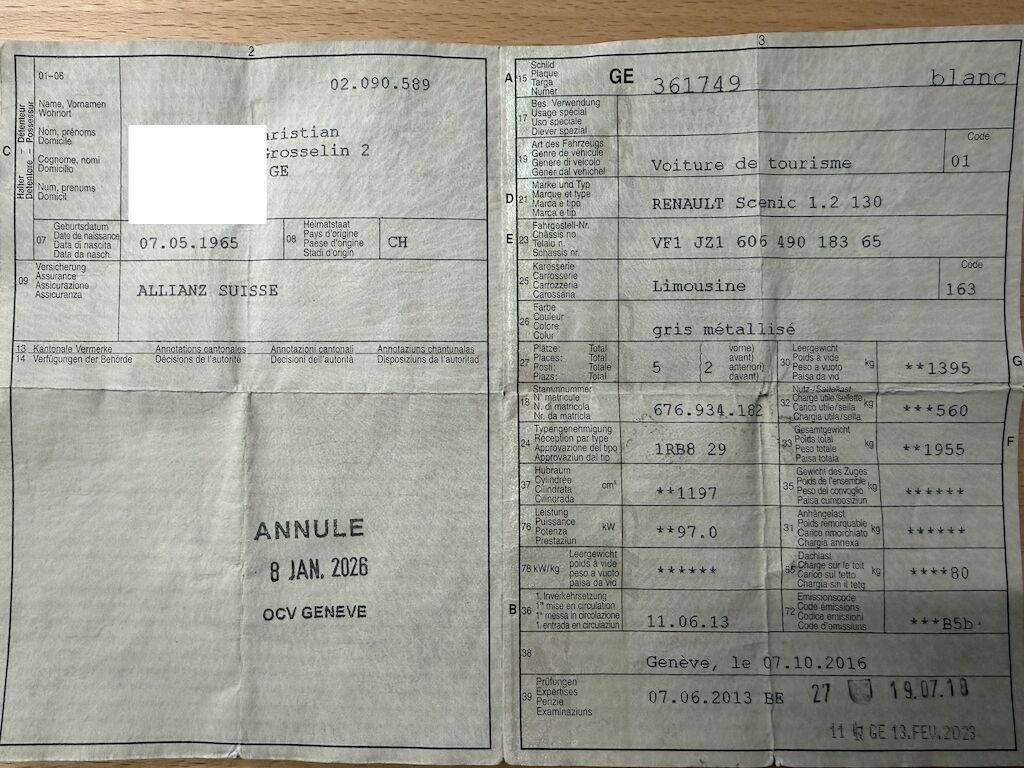 2
01-06
02.090.589
C
Halter – Détenteur
Detentore – Possessur
Name, Vornamen
Wohnort
Nom, prénoms
Domicile
Cognome, nomi
Domicilio
Num, prenums
Domicil
hristian
Grosselin 2
GE
07
Geburtsdatum
Date de naissance
Data di nascita
Data da nasch.
07.05.1965
08
Heimatstaat
Pays d'origine
Paese d'origine
Stadi d'origin
CH
09
Versicherung
Assurance
Assicurazione
Assicuranza
ALLIANZ SUISSE
13 Kantonale Vermerke Annotations cantonales Annotazioni cantonali Annotaziuns chantunalas
14 Verfügungen der Behörde Décisions de l'autorité Decisioni dell'autorità Disposiziuns da l'autoritad
ANNULE
8 JAN. 2026
OCV GENEVE
3
A
15
Schild
Plaque
Targa
Numer
GE 361749 blanc
17
Bes. Verwendung
Usage spécial
Uso speciale
Diever spezial
19
Art des Fahrzeugs
Genre de véhicule
Genere di veicolo
Gener dal vehichel
Voiture de tourisme
Code
01
D
21
Marke und Typ
Marque et type
Marca e tipo
Marca e tip
RENAULT Scenic 1.2 130
E
23
Fahrgestell-Nr.
Châssis no
Telaio n.
Schassis nr.
VF1 JZ1 606 490 183 65
25
Karosserie
Carrosserie
Carrozzeria
Carossaria
Limousine
Code
163
26
Farbe
Couleur
Colore
Colur
gris métallisé
27
Plätze: Total
Places: Total
Posti: Totale
Plazs: Total
5
(2
vorne)
avant)
anteriori)
davant)
30
Leergewicht
Poids à vide
Peso a vuoto
Paisa da vid
kg
**1395
G
18
Stammnummer
N° matricule
N. di matricola
Nr. da matricla
676.934.182
32
Nutz-/Sattellast
Charge utile/sellette
Carico utile/sella
Chargia utila/sella
kg
***560
24
Typengenehmigung
Réception par type
Approvazione del tipo
Approvaziun dal tip
1RB8 29
33
Gesamtgewicht
Poids total
Peso totale
Paisa totala
kg
**1955
F
37
Hubraum
Cylindrée
Cilindrata
Cilindrada
cm³
**1197
35
Gewicht des Zuges
Poids de l'ensemble
Peso del convoglio
Paisa cumposiziun
kg
******
76
Leistung
Puissance
Potenza
Prestaziun
kW
**97.0
31
Anhängelast
Poids remorquable
Carico rimorchiato
Chargia annexa
kg
******
78 kW/kg
Leergewicht
poids à vide
peso a vuoto
paisa da vid
******
55
Dachlast
Charge sur le toit
Carico sul tetto
Chargia sin il tetg
kg
****80
B
36
1. Inverkehrsetzung
1re mise en circulation
1a messa in circolazione
1. entrada en circulaziun
11.06.13
72
Emissionscode
Code émissions
Codice emissioni
Code d'emissiuns
***B5b
38
Genève, le 07.10.2016
39
Prüfungen
Expertises
Perizie
Examinaziuns
07.06.2013 BE 27 19.07.18
11 GE 13.FEV.2023